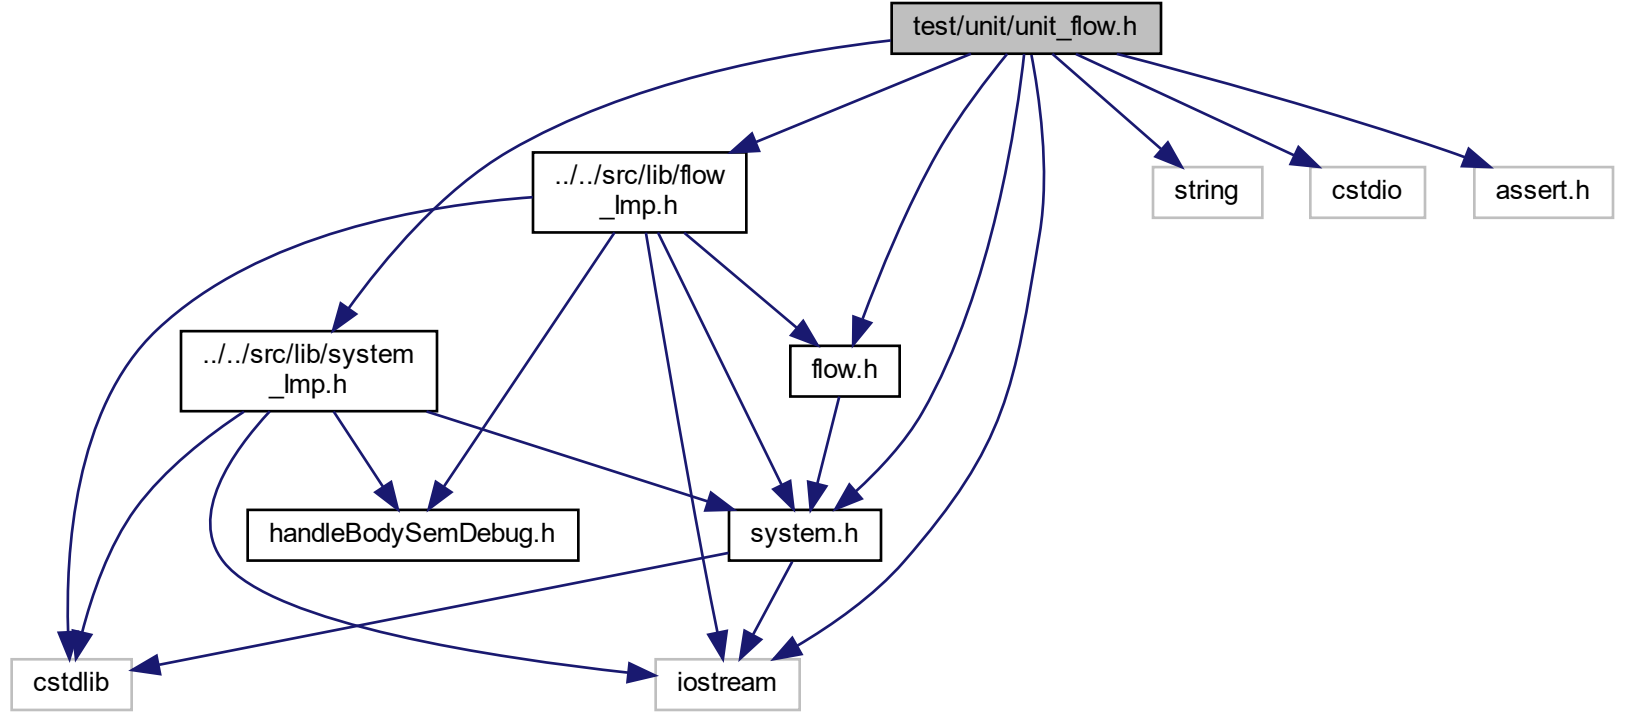 test/unit/unit_flow.h
../../src/lib/flow
_Imp.h
string
cstdio
assert.h
../../src/lib/system
_Imp.h
flow.h
handleBodySemDebug.h
system.h
cstdlib
iostream